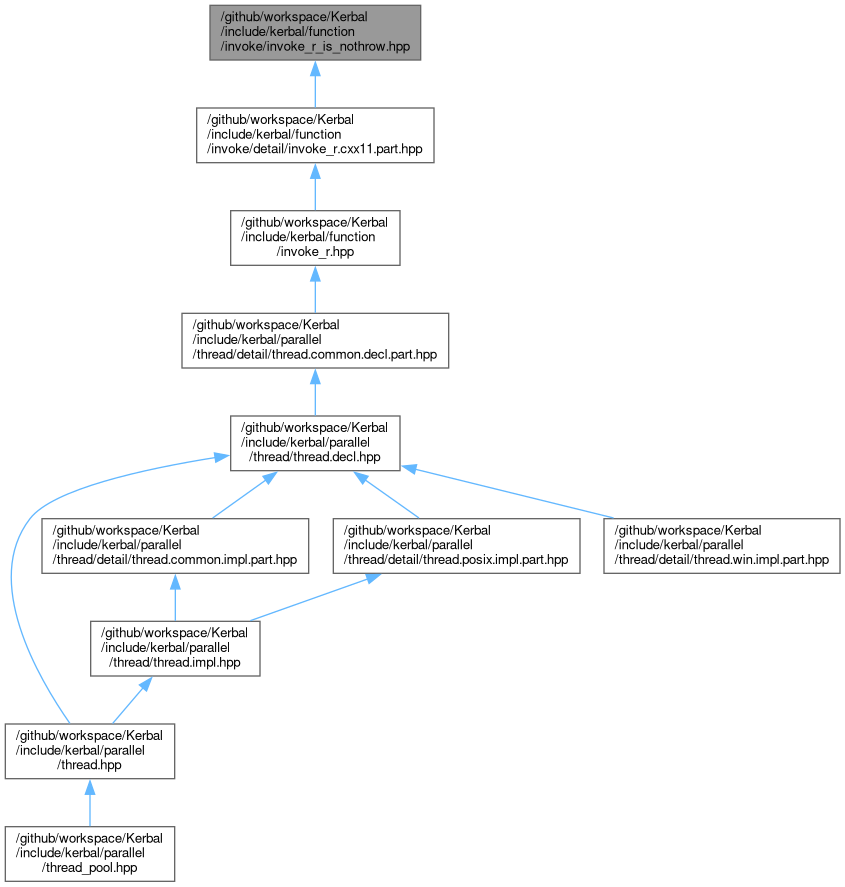 /github/workspace/Kerbal
/include/kerbal/function
/invoke/invoke_r_is_nothrow.hpp
/github/workspace/Kerbal
/include/kerbal/function
/invoke/detail/invoke_r.cxx11.part.hpp
/github/workspace/Kerbal
/include/kerbal/function
/invoke_r.hpp
/github/workspace/Kerbal
/include/kerbal/parallel
/thread/detail/thread.common.decl.part.hpp
/github/workspace/Kerbal
/include/kerbal/parallel
/thread/thread.decl.hpp
/github/workspace/Kerbal
/include/kerbal/parallel
/thread/detail/thread.common.impl.part.hpp
/github/workspace/Kerbal
/include/kerbal/parallel
/thread/detail/thread.posix.impl.part.hpp
/github/workspace/Kerbal
/include/kerbal/parallel
/thread/detail/thread.win.impl.part.hpp
/github/workspace/Kerbal
/include/kerbal/parallel
/thread/thread.impl.hpp
/github/workspace/Kerbal
/include/kerbal/parallel
/thread.hpp
/github/workspace/Kerbal
/include/kerbal/parallel
/thread_pool.hpp